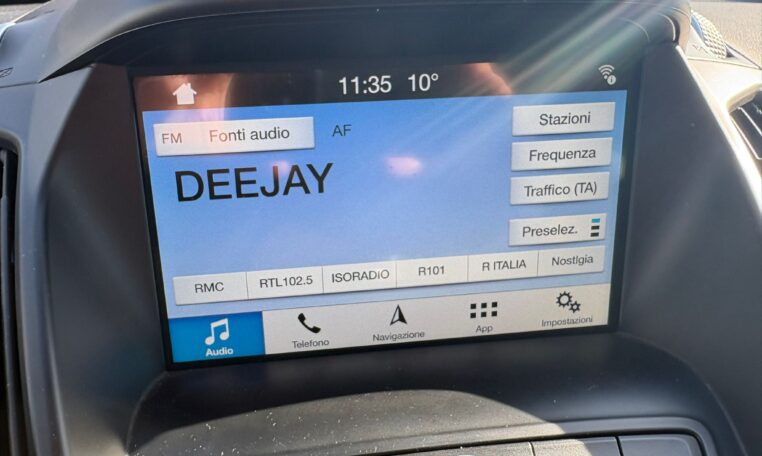 11:35 10°
FM Fonti audio AF
Stazioni
Frequenza
DEEJAY
Traffico (TA)
Preselez.
RMC RTL102.5 ISORADIO R101 R ITALIA Nostlgia
Audio Telefono Navigazione App Impostazioni